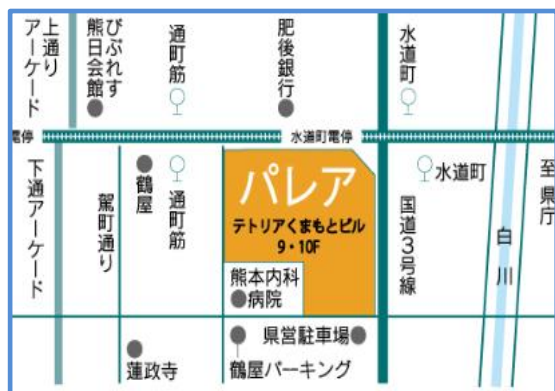 上通り
アーケード
びぷれす
熊日会館
通町筋
肥後銀行
水道町
電停
水道町電停
下通アーケード
駕町通り
鶴屋
通町筋
パレア
テトリアくまもとビル
9・10F
熊本内科
病院
水道町
国道3号線
白川
至県庁
蓮政寺
県営駐車場
鶴屋パーキング